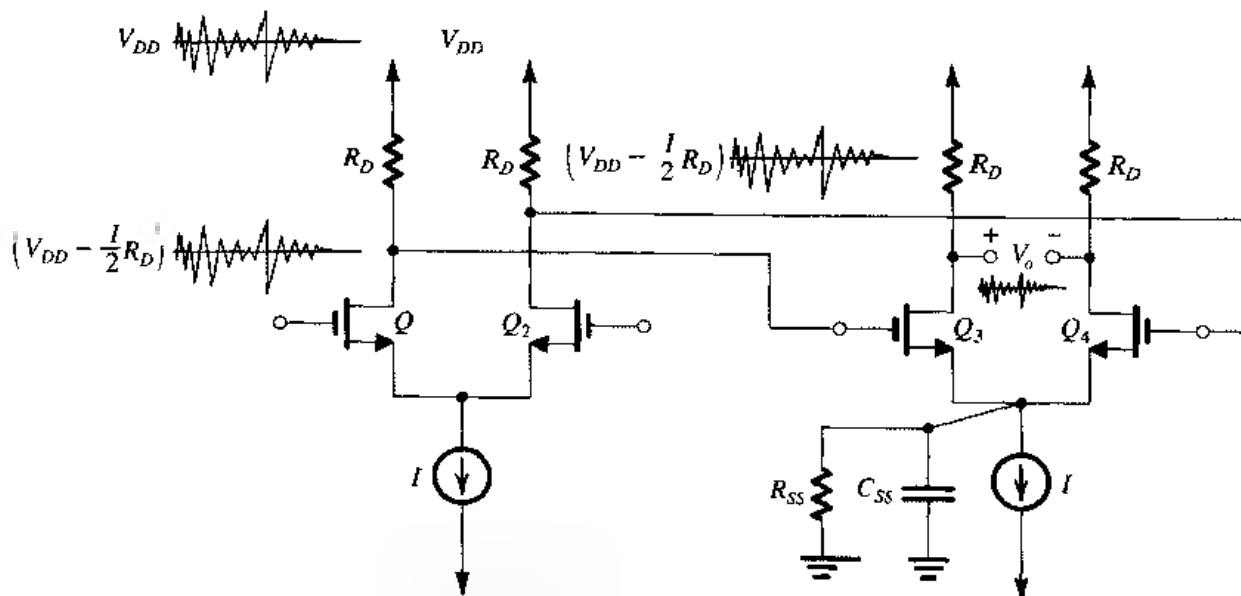 V_DD
V_DD
R_D
R_D
(V_DD − I/2 R_D)
R_D
R_D
(V_DD − I/2 R_D)
+ V_o −
Q
Q_2
Q_3
Q_4
I
R_SS
C_SS
I